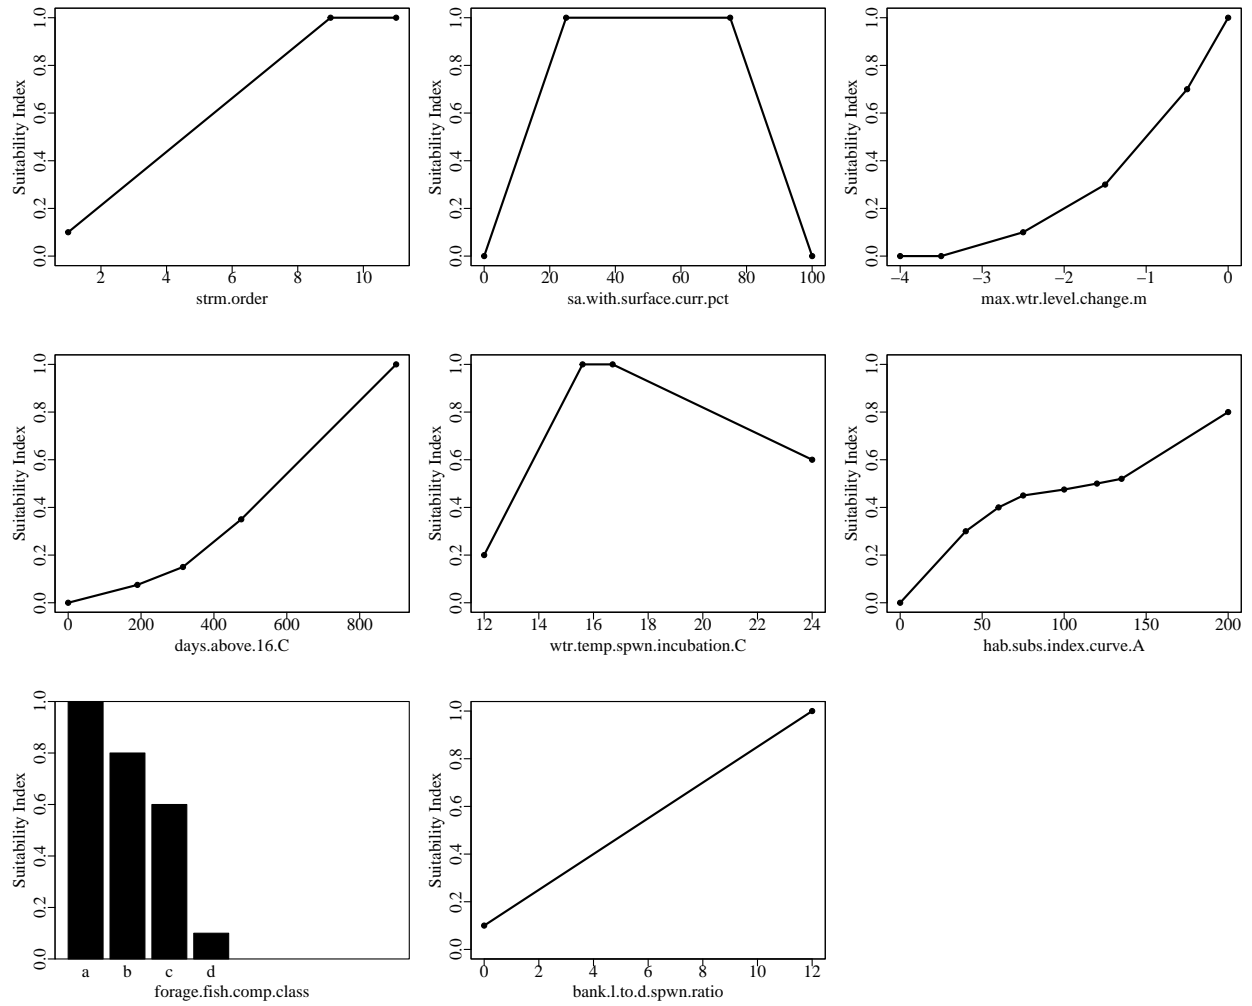 Suitability Index
0.0 0.2 0.4 0.6 0.8 1.0
2 4 6 8 10
strm.order
Suitability Index
0.0 0.2 0.4 0.6 0.8 1.0
0 20 40 60 80 100
sa.with.surface.curr.pct
Suitability Index
0.0 0.2 0.4 0.6 0.8 1.0
−4 −3 −2 −1 0
max.wtr.level.change.m
Suitability Index
0.0 0.2 0.4 0.6 0.8 1.0
0 200 400 600 800
days.above.16.C
Suitability Index
0.0 0.2 0.4 0.6 0.8 1.0
12 14 16 18 20 22 24
wtr.temp.spwn.incubation.C
Suitability Index
0.0 0.2 0.4 0.6 0.8 1.0
0 50 100 150 200
hab.subs.index.curve.A
Suitability Index
0.0 0.2 0.4 0.6 0.8 1.0
a b c d
forage.fish.comp.class
Suitability Index
0.0 0.2 0.4 0.6 0.8 1.0
0 2 4 6 8 10 12
bank.l.to.d.spwn.ratio